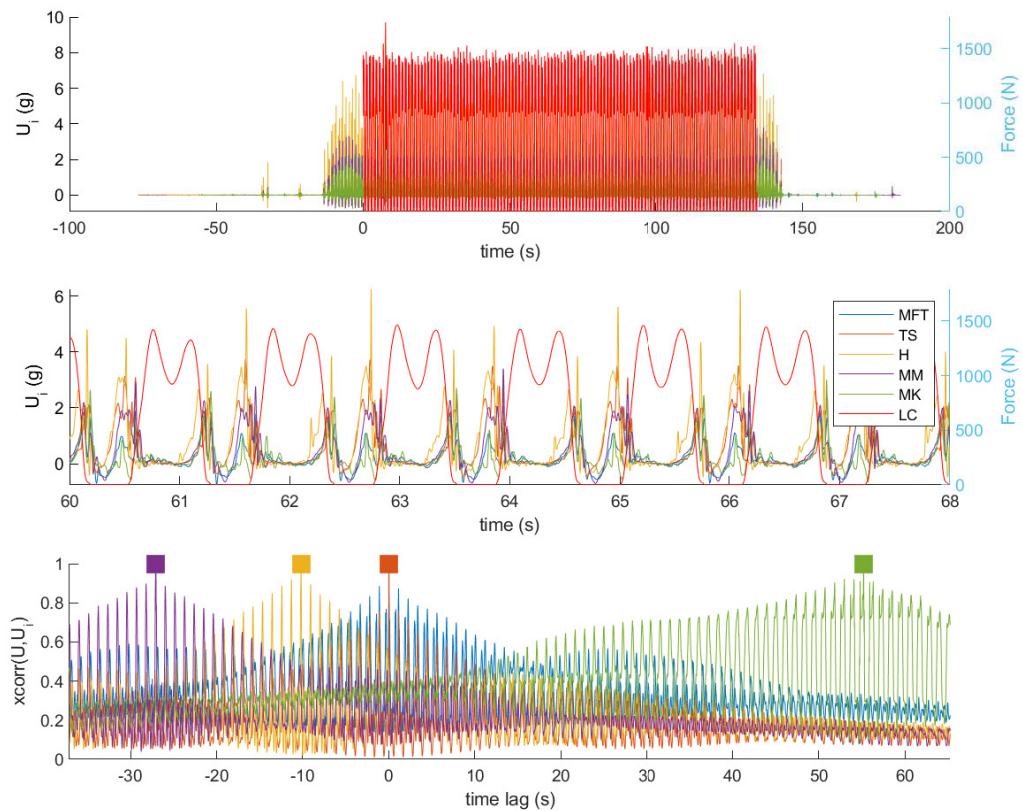 10
8
6
4
2
0
U_i (g)
1500
1000
500
0
Force (N)
-100 -50 0 50 100 150 200
time (s)
6
4
2
0
U_i (g)
MFT
TS
H
MM
MK
LC
1500
1000
500
0
Force (N)
60 61 62 63 64 65 66 67 68
time (s)
1
0.8
0.6
0.4
0.2
0
xcorr(U,U_i)
-30 -20 -10 0 10 20 30 40 50 60
time lag (s)